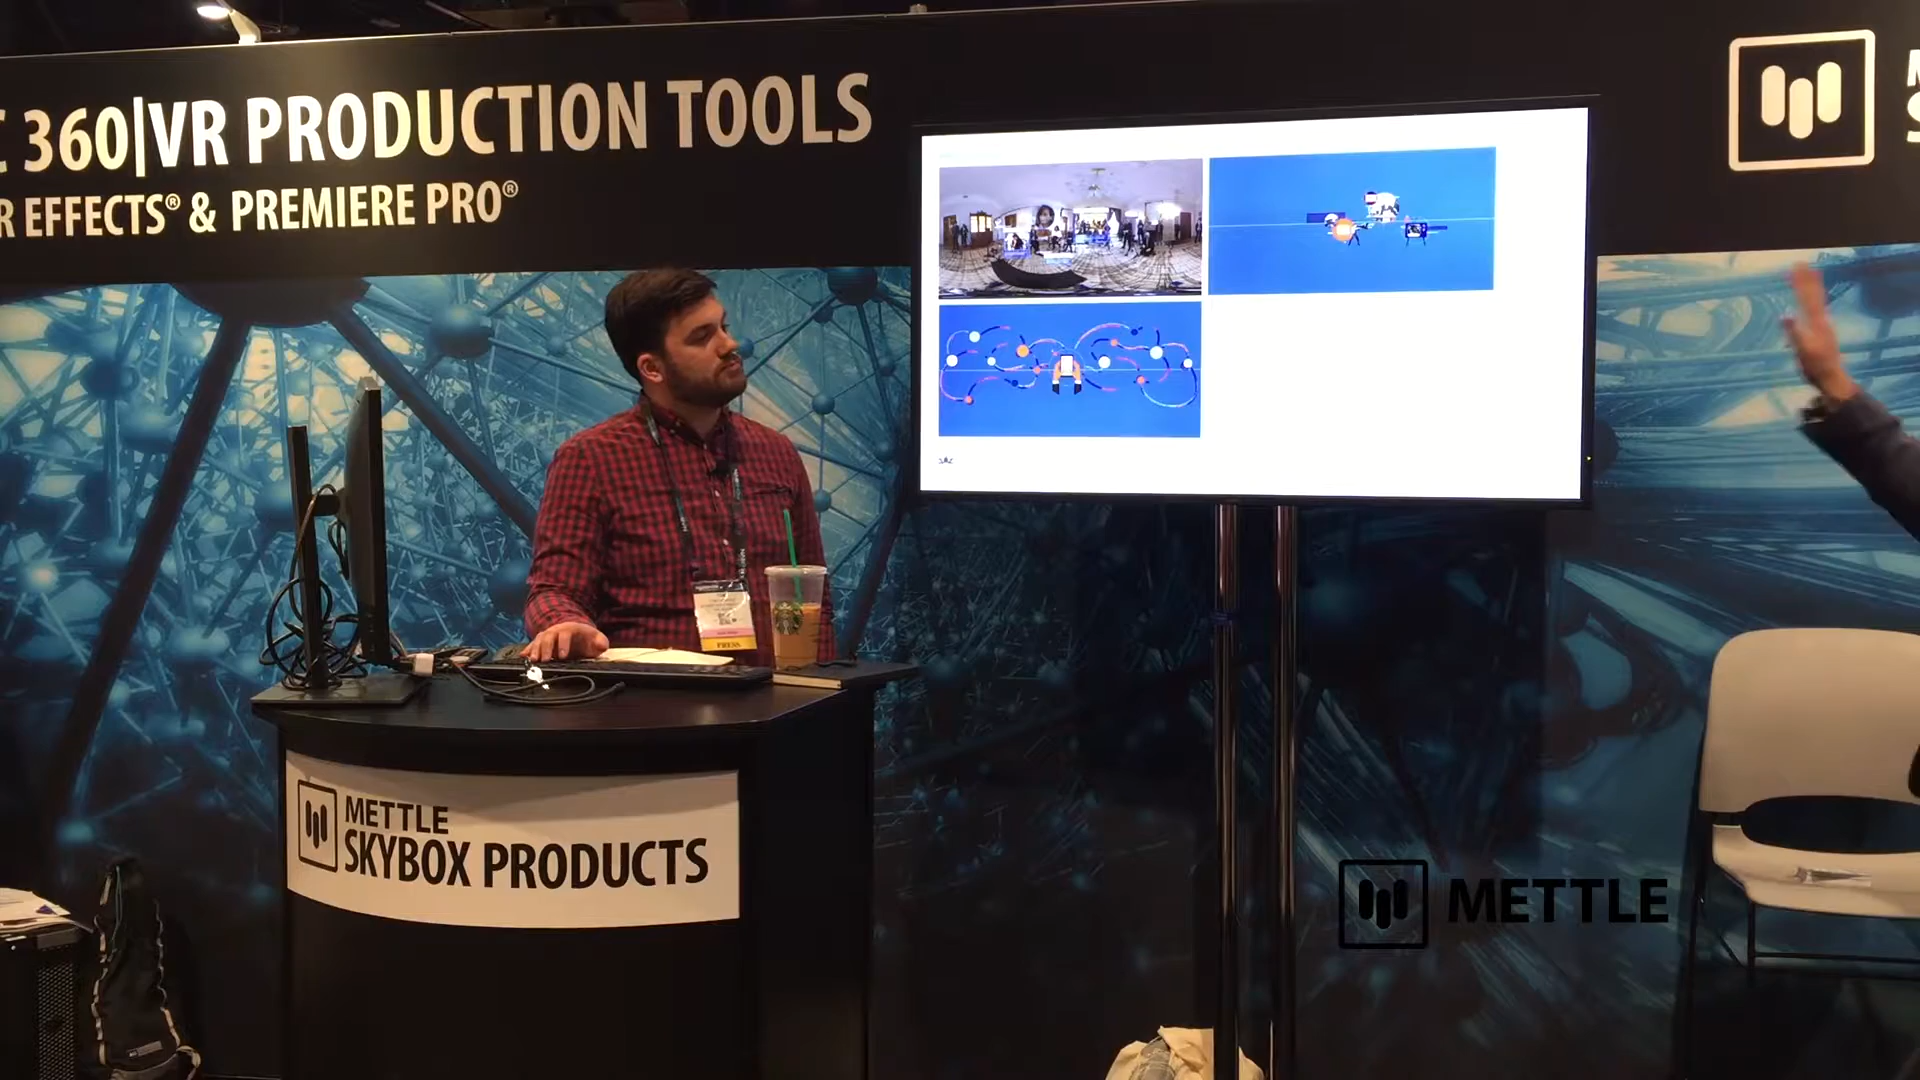 C 360|VR PRODUCTION TOOLS
R EFFECTS® & PREMIERE PRO®
PRESS
METTLE
SKYBOX PRODUCTS
METTLE